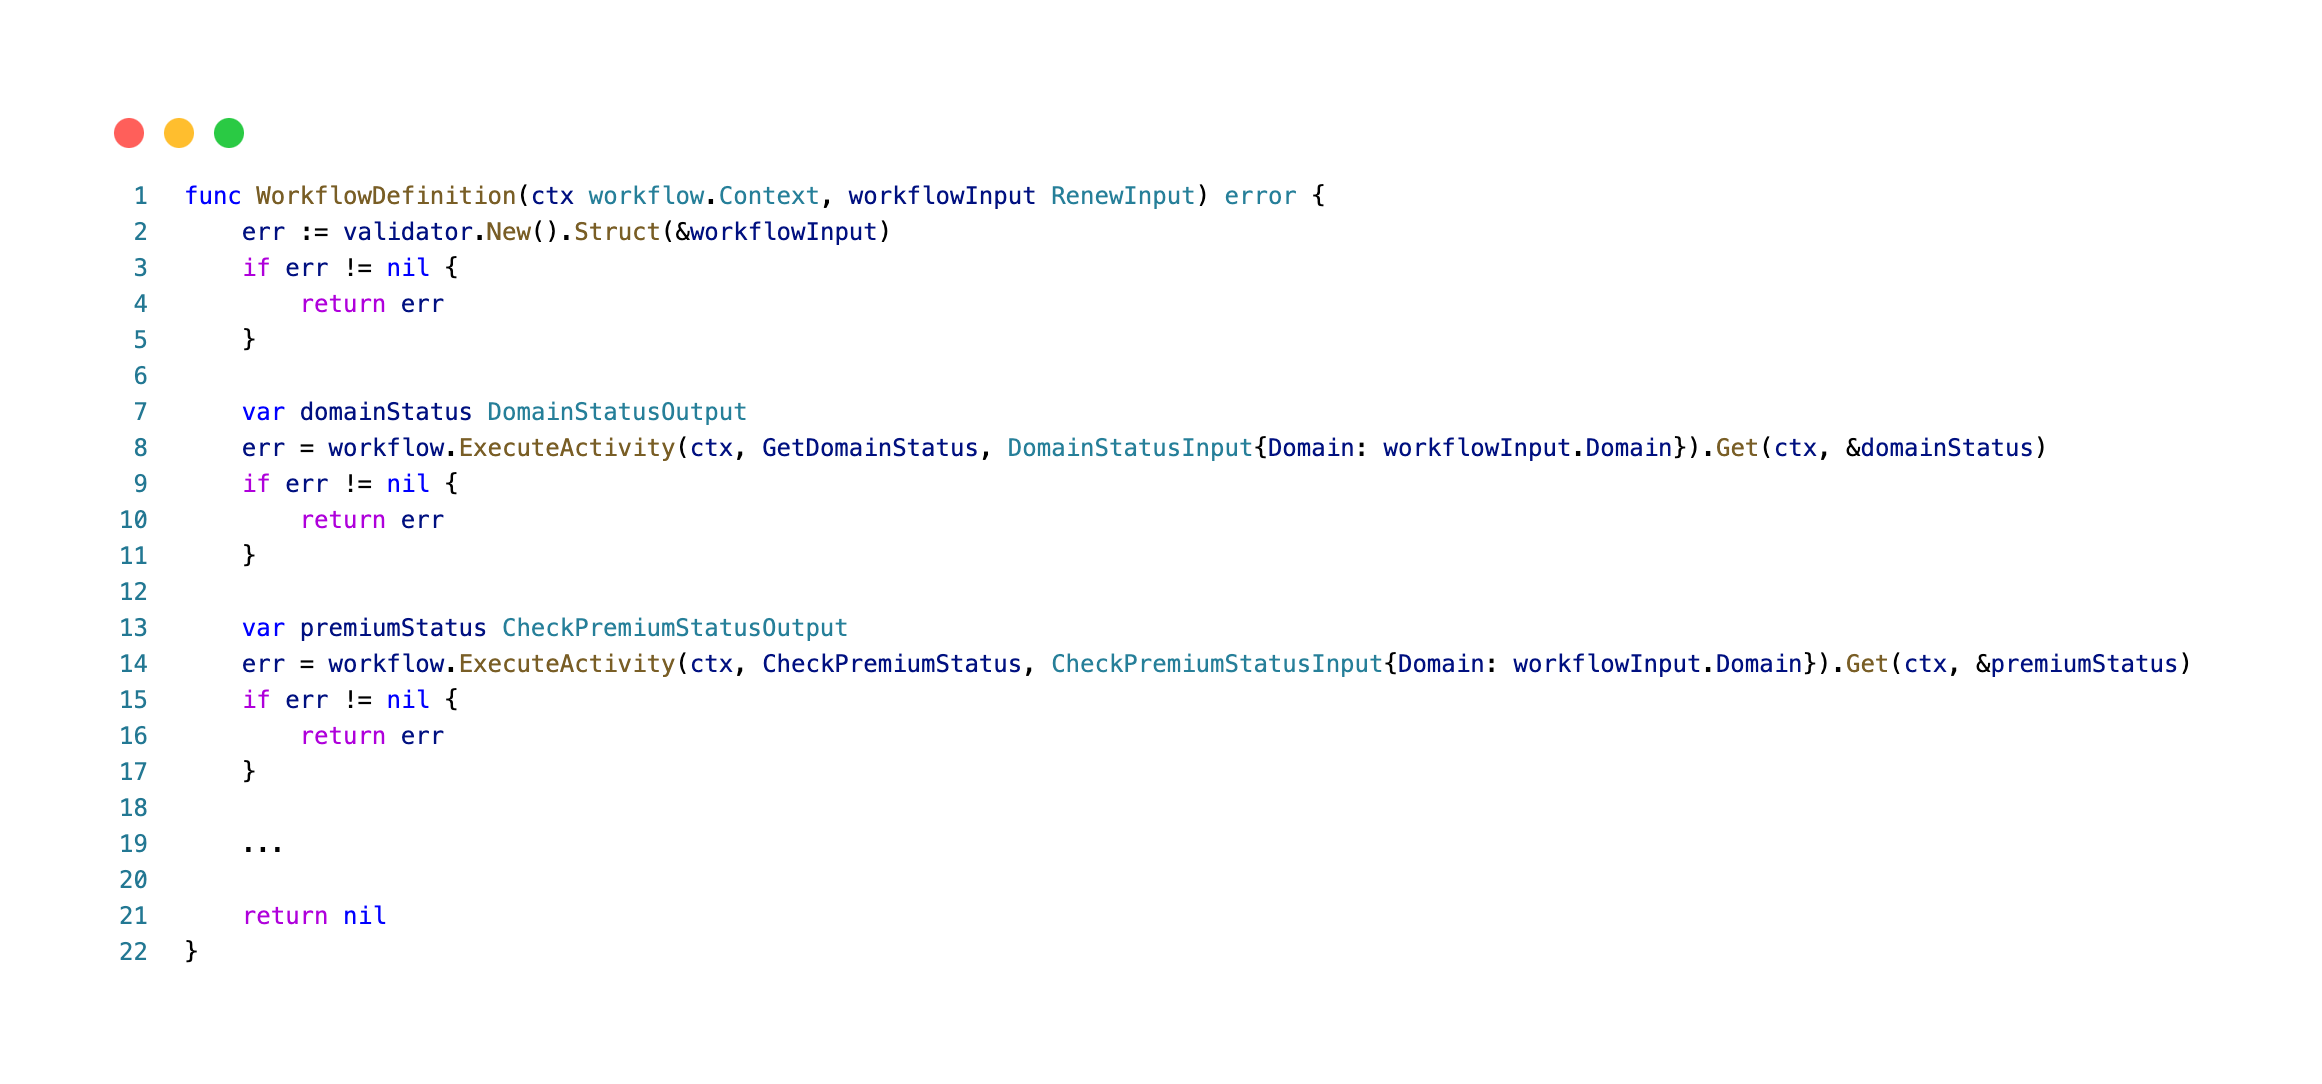 1 func WorkflowDefinition(ctx workflow.Context, workflowInput RenewInput) error {
2     err := validator.New().Struct(&workflowInput)
3     if err != nil {
4         return err
5     }
6
7     var domainStatus DomainStatusOutput
8     err = workflow.ExecuteActivity(ctx, GetDomainStatus, DomainStatusInput{Domain: workflowInput.Domain}).Get(ctx, &domainStatus)
9     if err != nil {
10         return err
11     }
12
13     var premiumStatus CheckPremiumStatusOutput
14     err = workflow.ExecuteActivity(ctx, CheckPremiumStatus, CheckPremiumStatusInput{Domain: workflowInput.Domain}).Get(ctx, &premiumStatus)
15     if err != nil {
16         return err
17     }
18
19     ...
20
21     return nil
22 }